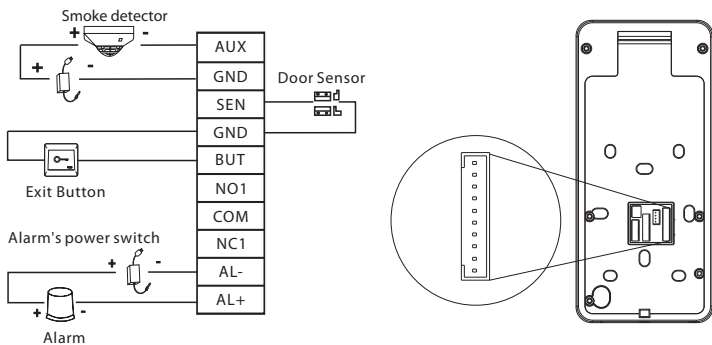 Smoke detector
+ -
+ -
AUX
GND
Door Sensor
SEN
GND
BUT
Exit Button
NO1
COM
Alarm's power switch
NC1
+ -
AL-
AL+
+ -
Alarm